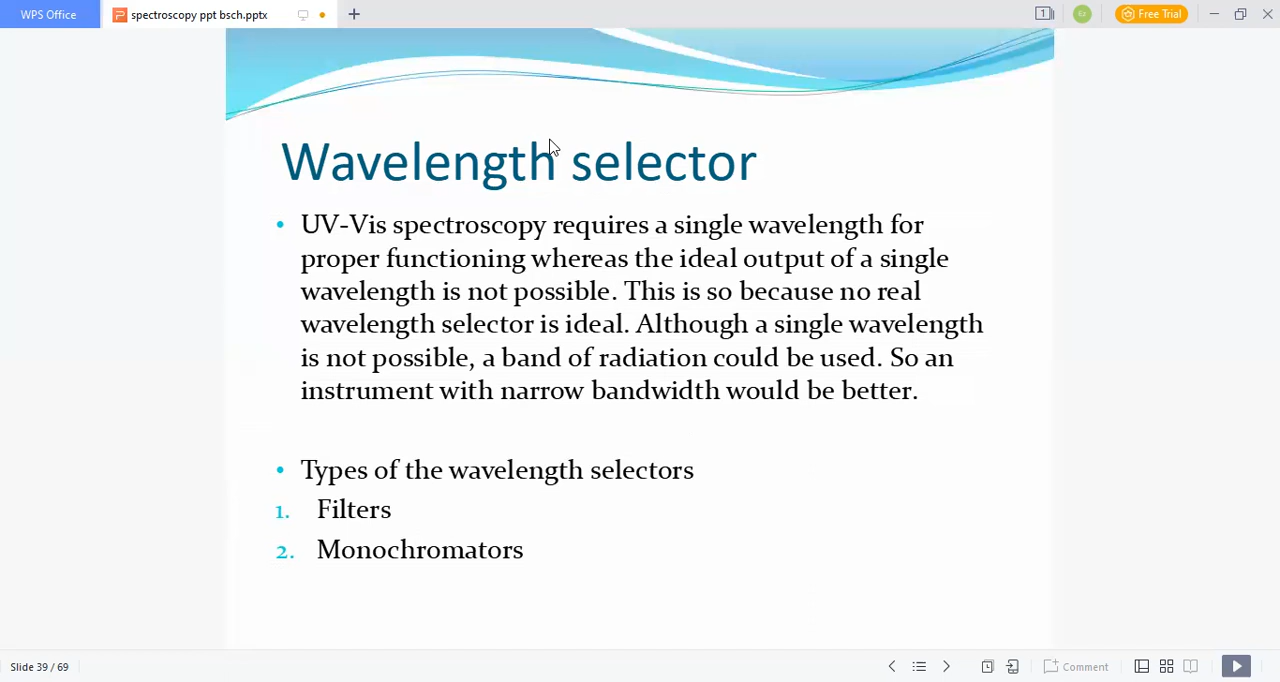 WPS Office
spectroscopy ppt bsch.pptx
1
Free Trial
Wavelength selector
• UV-Vis spectroscopy requires a single wavelength for
proper functioning whereas the ideal output of a single
wavelength is not possible. This is so because no real
wavelength selector is ideal. Although a single wavelength
is not possible, a band of radiation could be used. So an
instrument with narrow bandwidth would be better.
• Types of the wavelength selectors
1. Filters
2. Monochromators
Slide 39 / 69
Comment